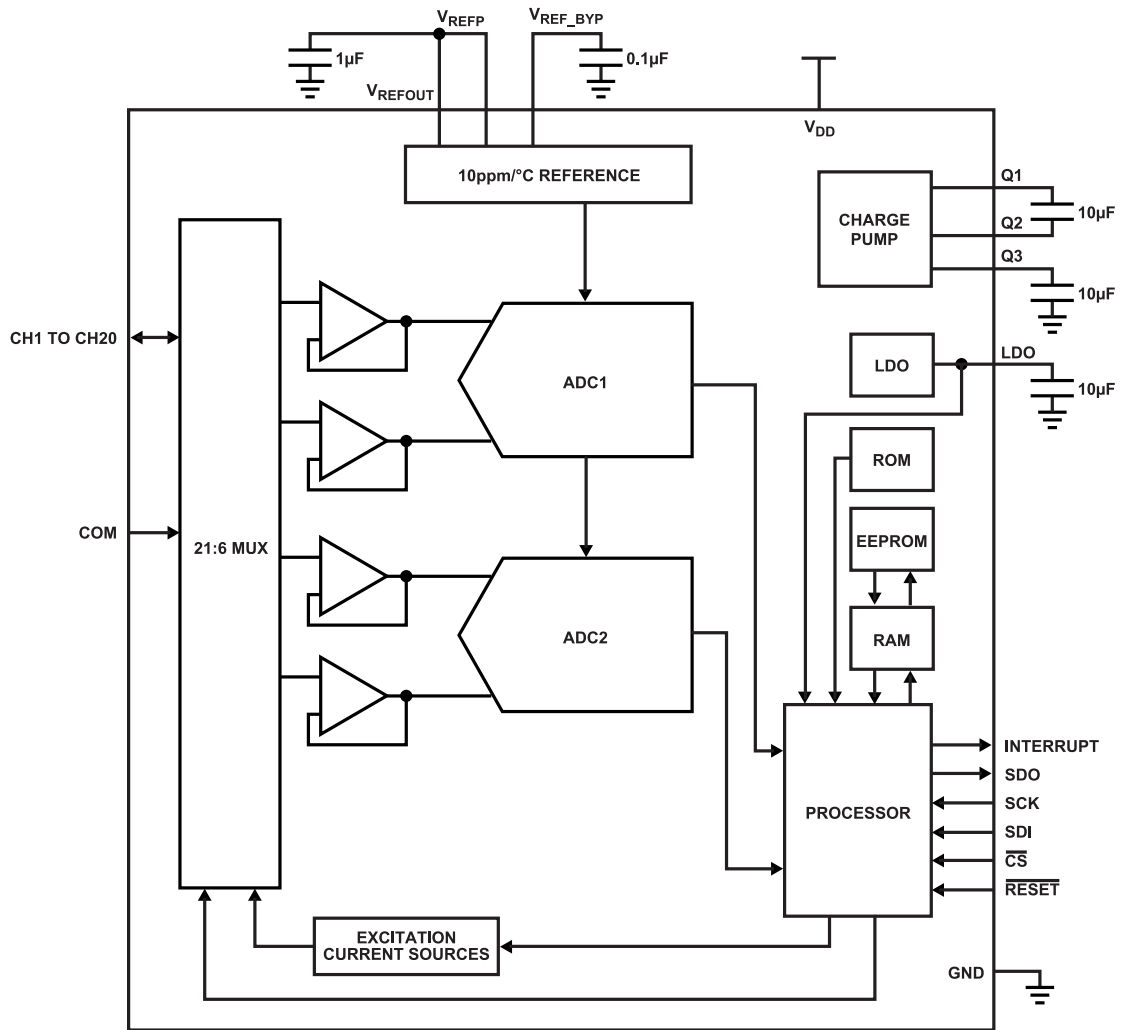 VREFP
VREF_BYP
1µF
0.1µF
VREFOUT
VDD
10ppm/°C REFERENCE
Q1
CHARGE
PUMP
10µF
Q2
Q3
10µF
CH1 TO CH20
ADC1
LDO
LDO
10µF
ROM
COM
21:6 MUX
EEPROM
ADC2
RAM
INTERRUPT
SDO
PROCESSOR
SCK
SDI
CS
RESET
EXCITATION
CURRENT SOURCES
GND